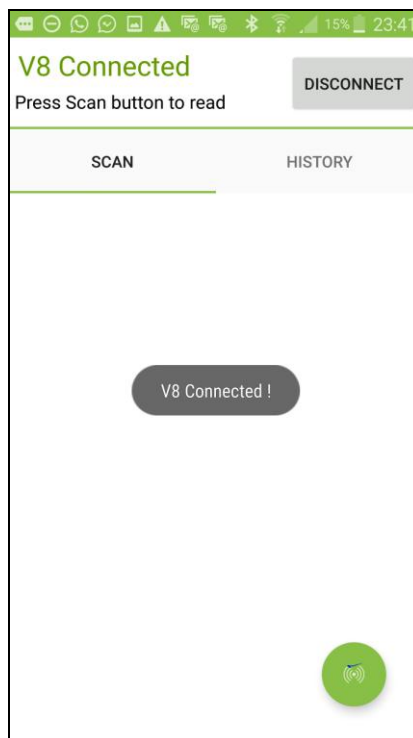 15% 23:41
V8 Connected
Press Scan button to read
DISCONNECT
SCAN HISTORY
V8 Connected !